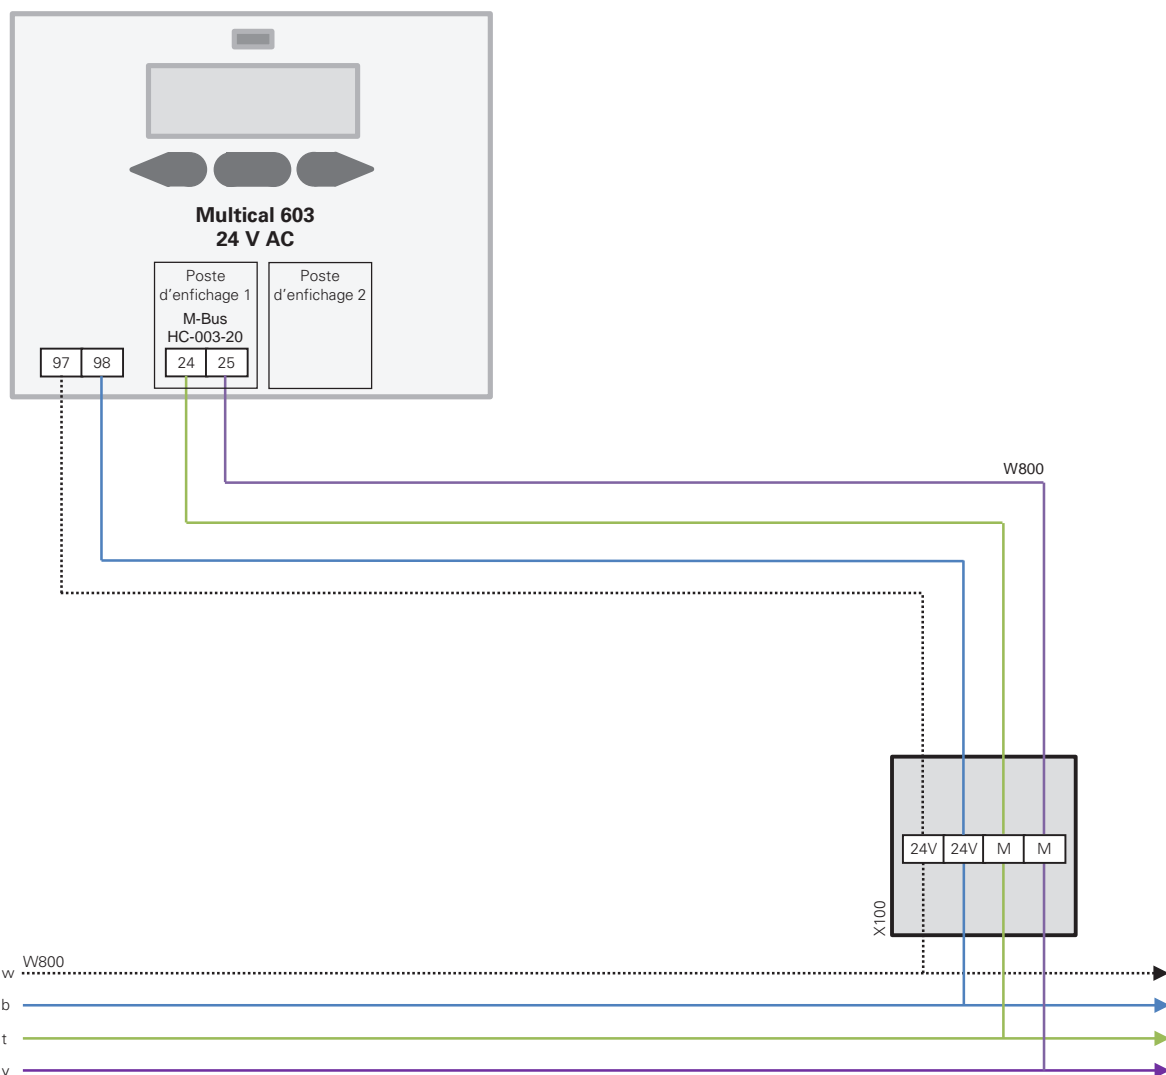 Multical 603
24 V AC
Poste
d'enfichage 1
Poste
d'enfichage 2
M-Bus
HC-003-20
97 98 24 25
W800
24V 24V M M
X100
W800
w
b
t
v